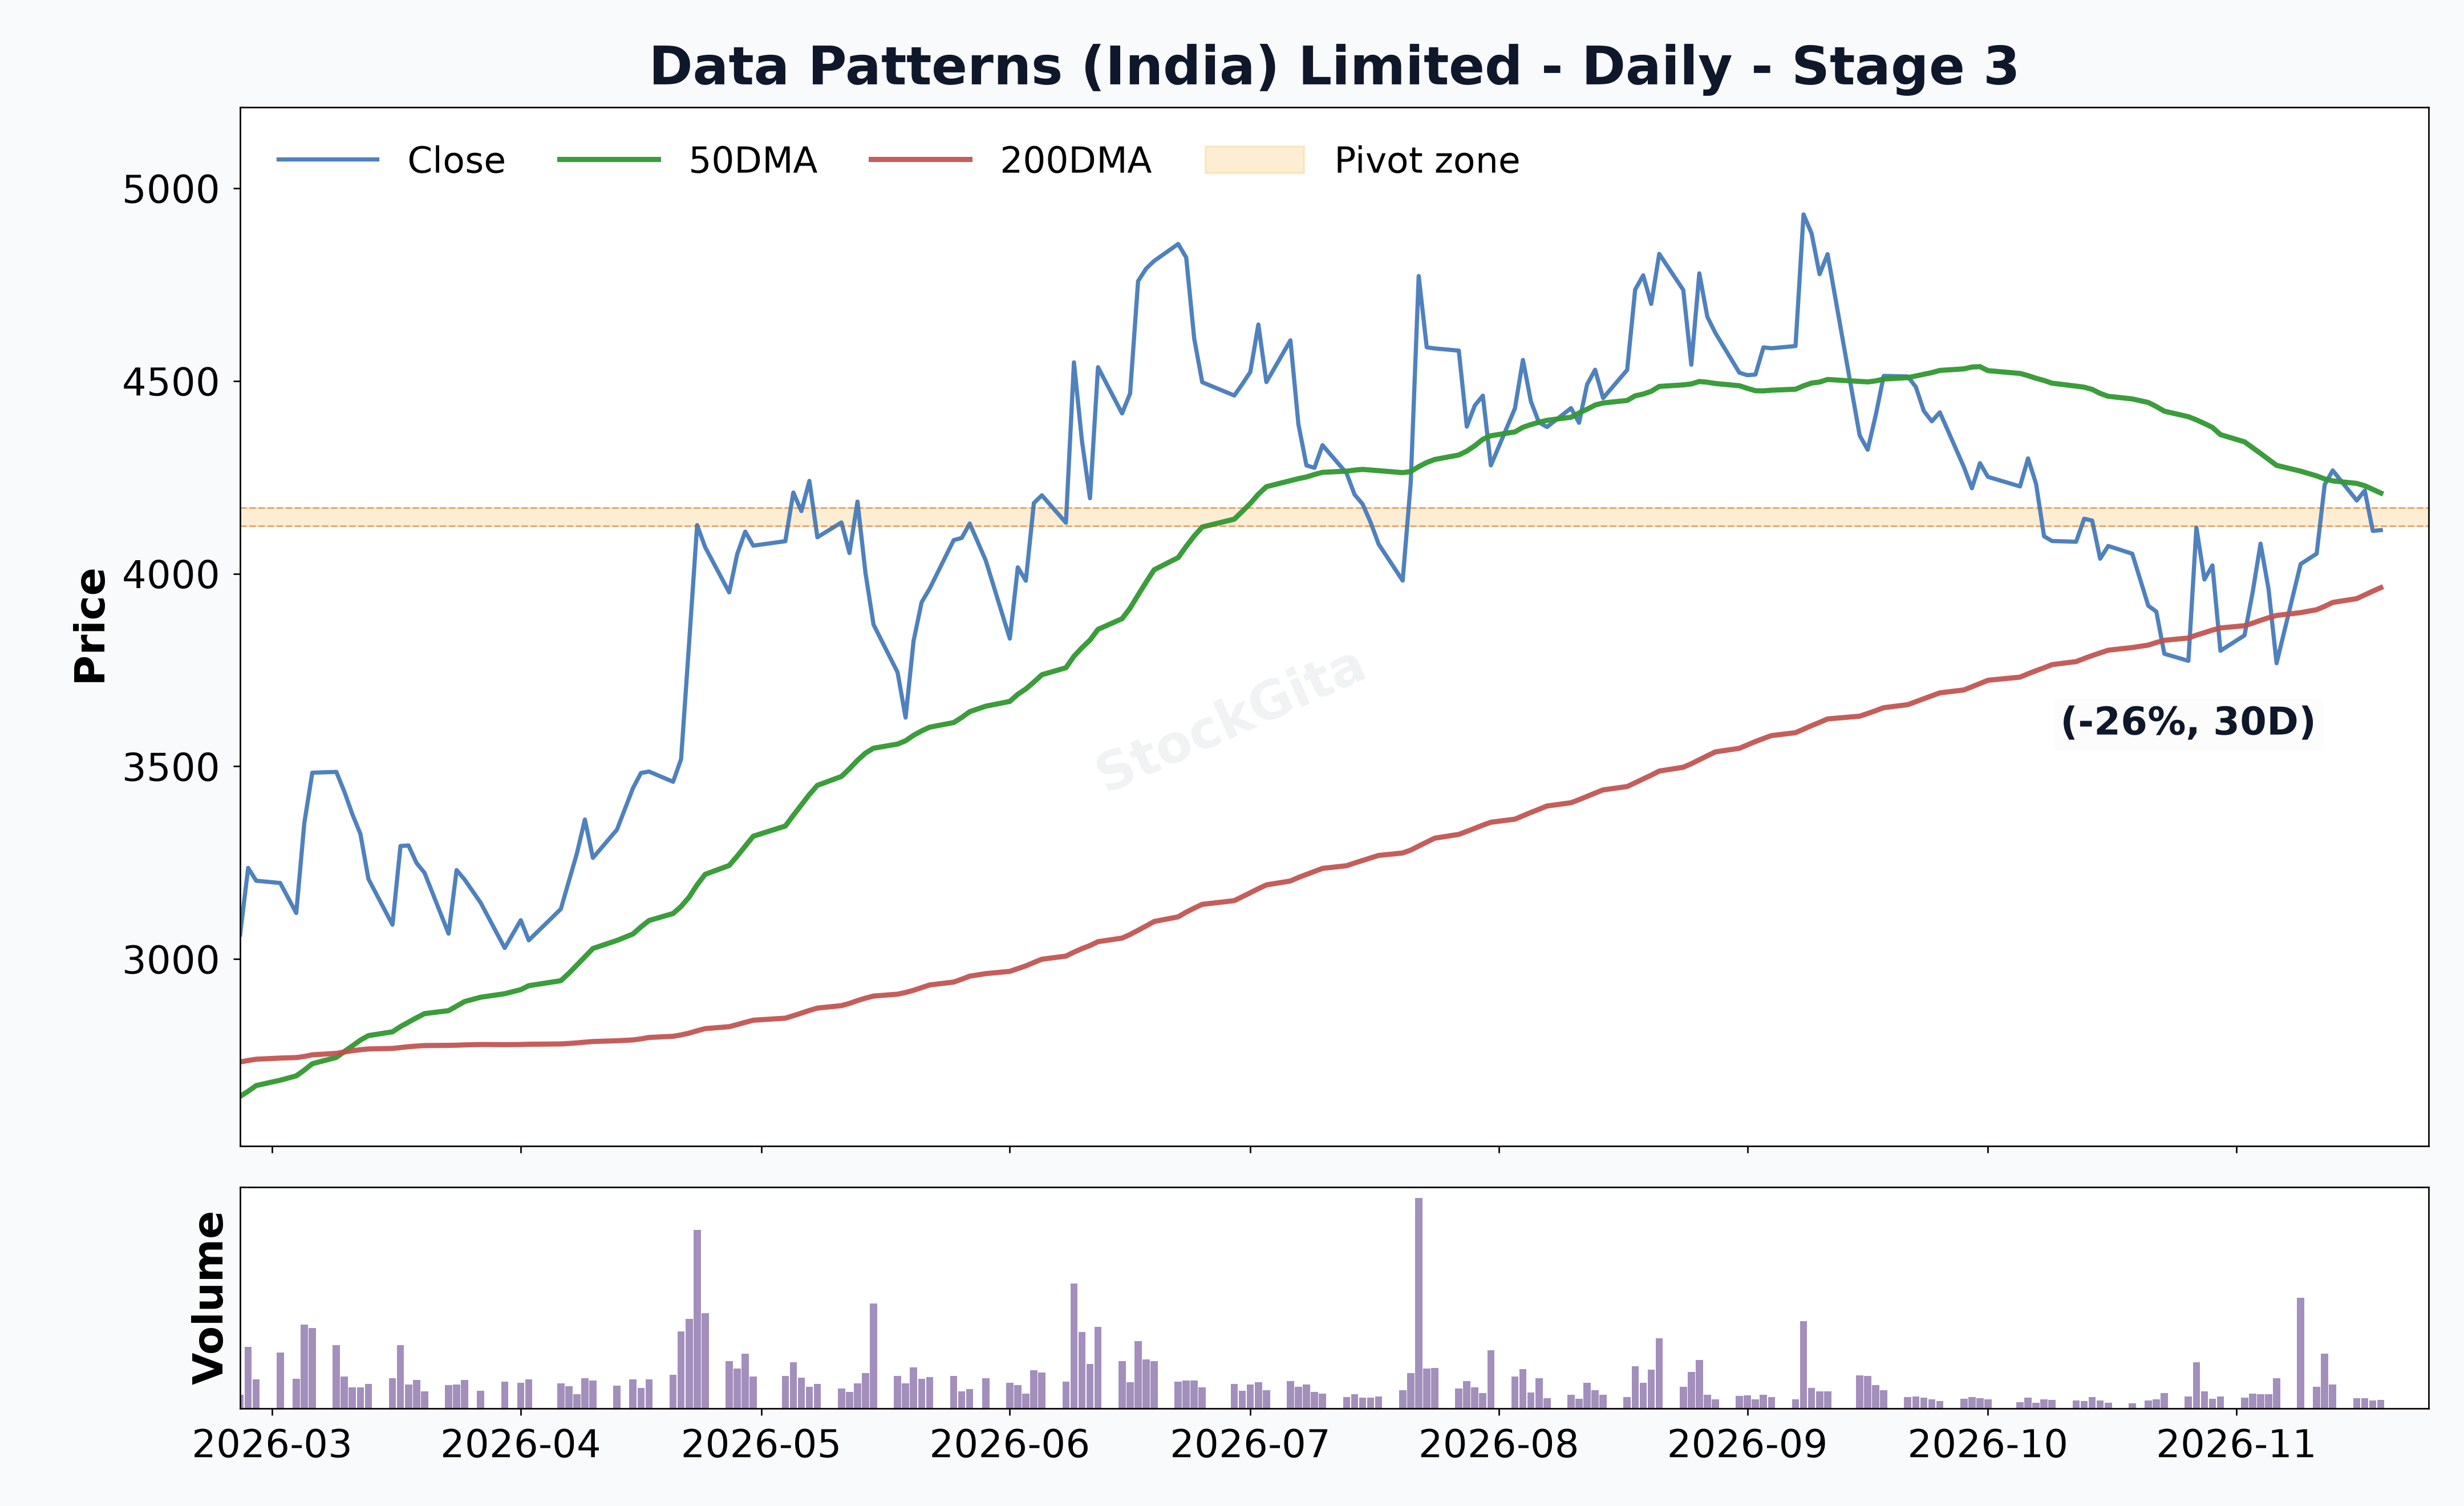 Data Patterns (India) Limited - Daily - Stage 3
Close 50DMA 200DMA Pivot zone
5000
4500
4000
3500
3000
Price
StockGita
(-26%, 30D)
Volume
2026-03 2026-04 2026-05 2026-06 2026-07 2026-08 2026-09 2026-10 2026-11